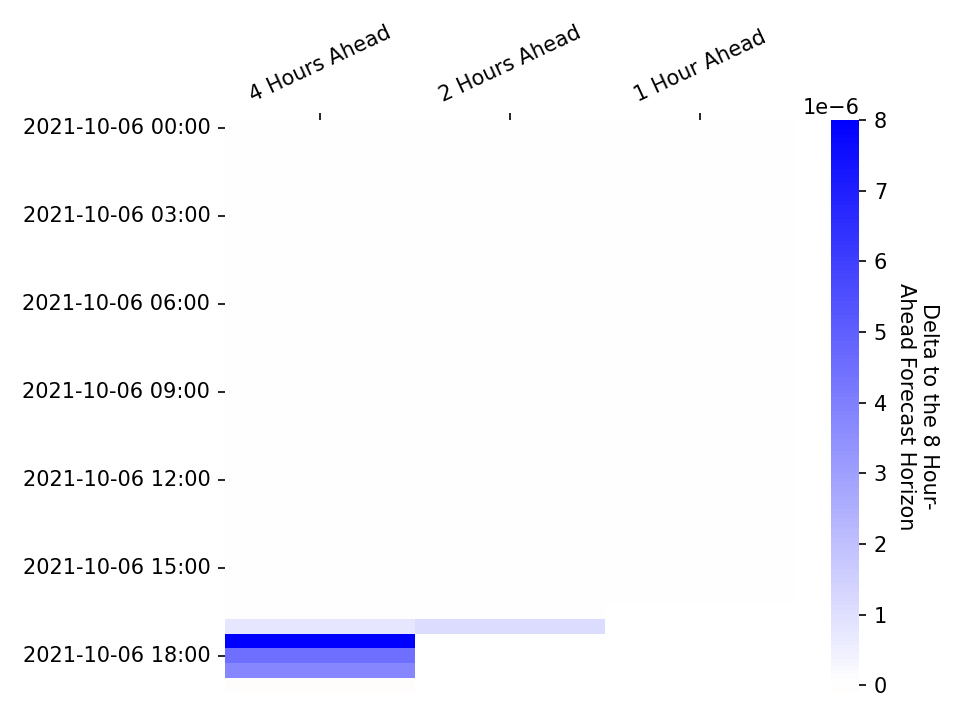 4 Hours Ahead
2 Hours Ahead
1 Hour Ahead
2021-10-06 00:00
2021-10-06 03:00
2021-10-06 06:00
2021-10-06 09:00
2021-10-06 12:00
2021-10-06 15:00
2021-10-06 18:00
1e−6
8
7
6
5
4
3
2
1
0
Delta to the 8 Hour-
Ahead Forecast Horizon